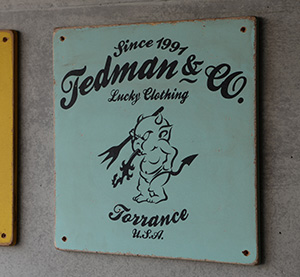 Since 1991
Tedman & CO.
Lucky Clothing
Torrance
U.S.A.